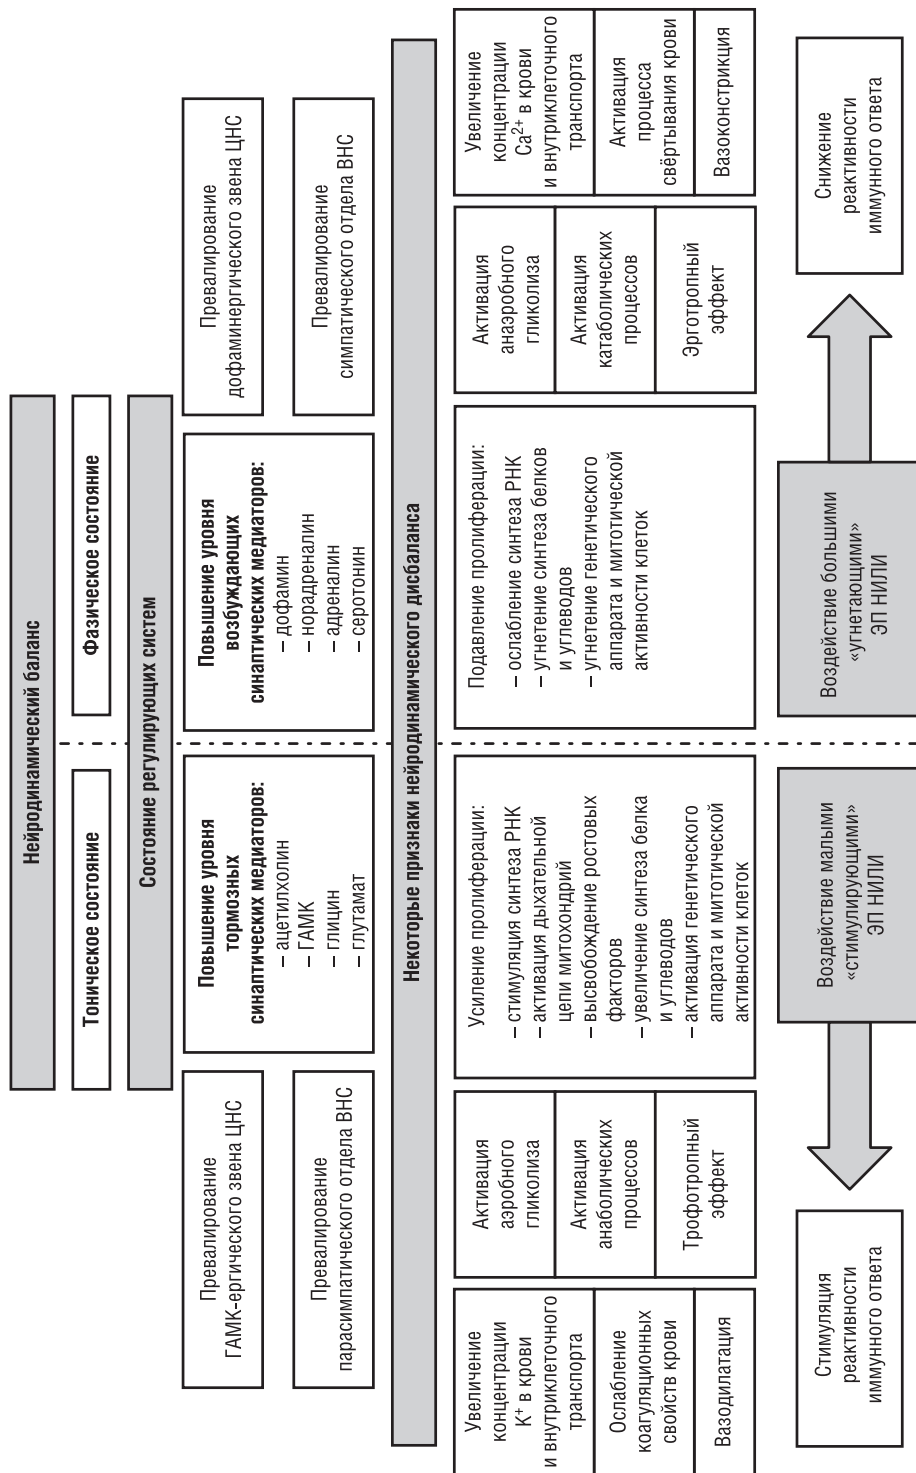 Нейродинамический баланс
Тоническое состояние
Фазическое состояние
Состояние регулирующих систем
Превалирование
ГАМК-ергического звена ЦНС
Превалирование
парасимпатического отдела ВНС
Повышение уровня
тормозных
синаптических медиаторов:
– ацетилхолин
– ГАМК
– глицин
– глутамат
Повышение уровня
возбуждающих
синаптических медиаторов:
– дофамин
– норадреналин
– адреналин
– серотонин
Превалирование
дофаминергического звена ЦНС
Превалирование
симпатического отдела ВНС
Некоторые признаки нейродинамического дисбаланса
Увеличение
концентрации
K⁺ в крови
и внутриклеточного
транспорта
Ослабление
коагуляционных
свойств крови
Вазодилатация
Активация
аэробного
гликолиза
Активация
анаболических
процессов
Трофотропный
эффект
Усиление пролиферации:
– стимуляция синтеза РНК
– активация дыхательной
цепи митохондрий
– высвобождение ростовых
факторов
– увеличение синтеза белка
и углеводов
– активация генетического
аппарата и митотической
активности клеток
Подавление пролиферации:
– ослабление синтеза РНК
– угнетение синтеза белков
и углеводов
– угнетение генетического
аппарата и митотической
активности клеток
Активация
анаэробного
гликолиза
Активация
катаболических
процессов
Эрготропный
эффект
Увеличение
концентрации
Ca²⁺ в крови
и внутриклеточного
транспорта
Активация
процесса
свёртывания крови
Вазоконстрикция
Стимуляция
реактивности
иммунного ответа
Воздействие малыми
«стимулирующими»
ЭП НИЛИ
Воздействие большими
«угнетающими»
ЭП НИЛИ
Снижение
реактивности
иммунного ответа